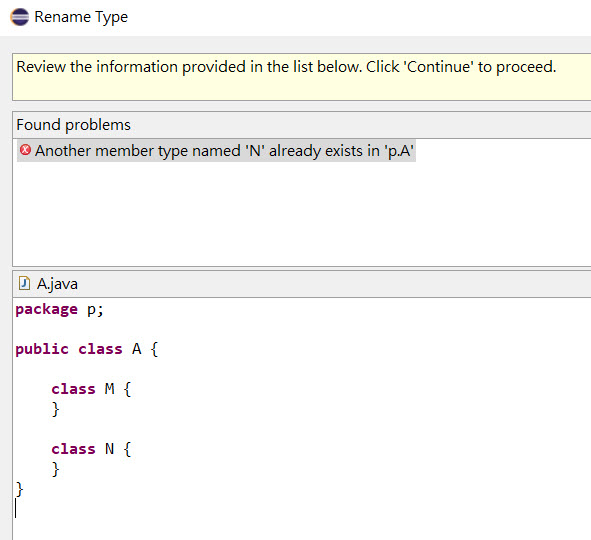 Rename Type
Review the information provided in the list below. Click 'Continue' to proceed.
Found problems
Another member type named 'N' already exists in 'p.A'
A.java
package p;
public class A {
class M {
}
class N {
}
}